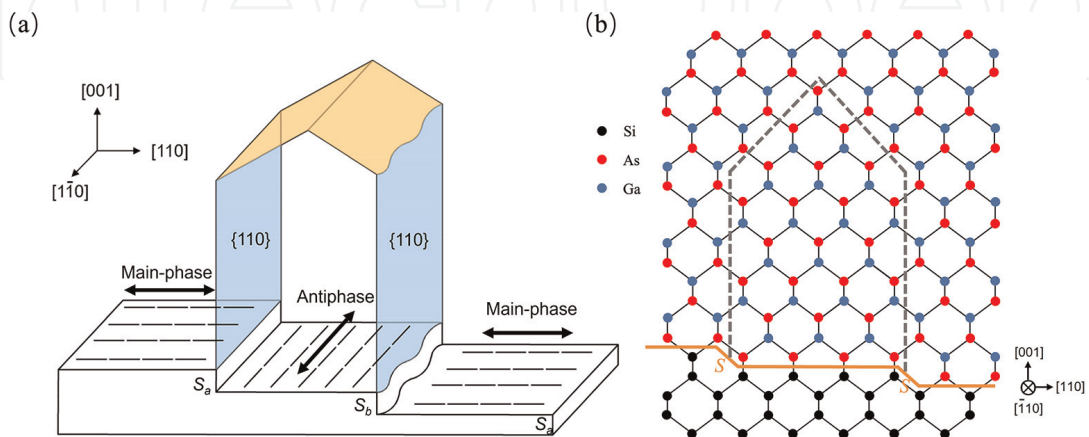 (a)
[001]
[110]
[11̄0]
{110}
{110}
Main-phase
Antiphase
Main-phase
Sa
Sb
Sa
(b)
Si
As
Ga
S
S
[001]
[110]
[1̄10]